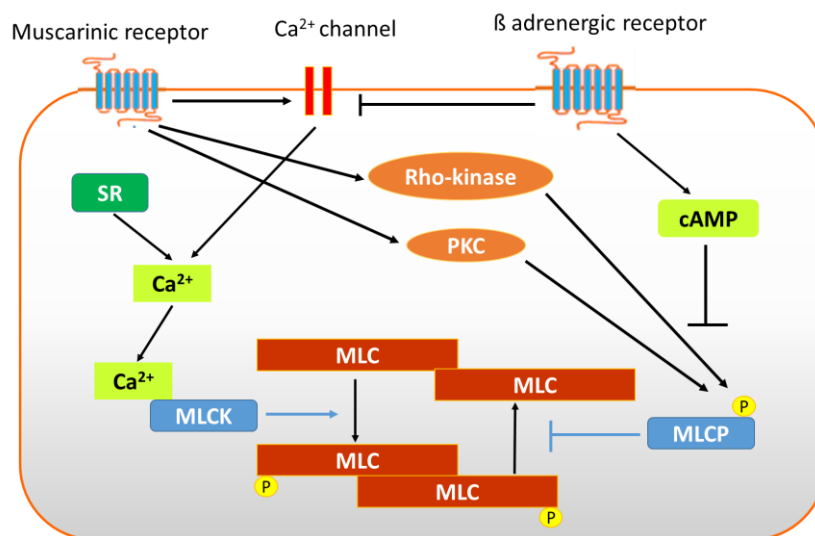 Muscarinic receptor
Ca²⁺ channel
ß adrenergic receptor
Rho-kinase
SR
cAMP
PKC
Ca²⁺
MLC
Ca²⁺
MLC
P
MLCK
MLCP
MLC
P
MLC
P